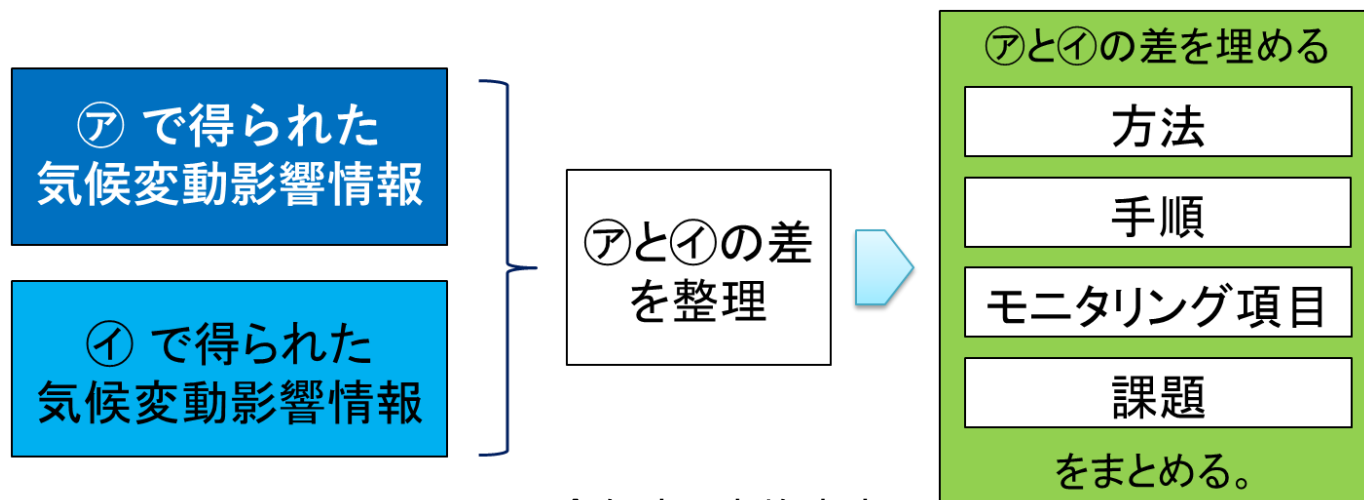 ㋐ で得られた
気候変動影響情報
㋑ で得られた
気候変動影響情報
㋐と㋑の差
を整理
㋐と㋑の差を埋める
方法
手順
モニタリング項目
課題
をまとめる。